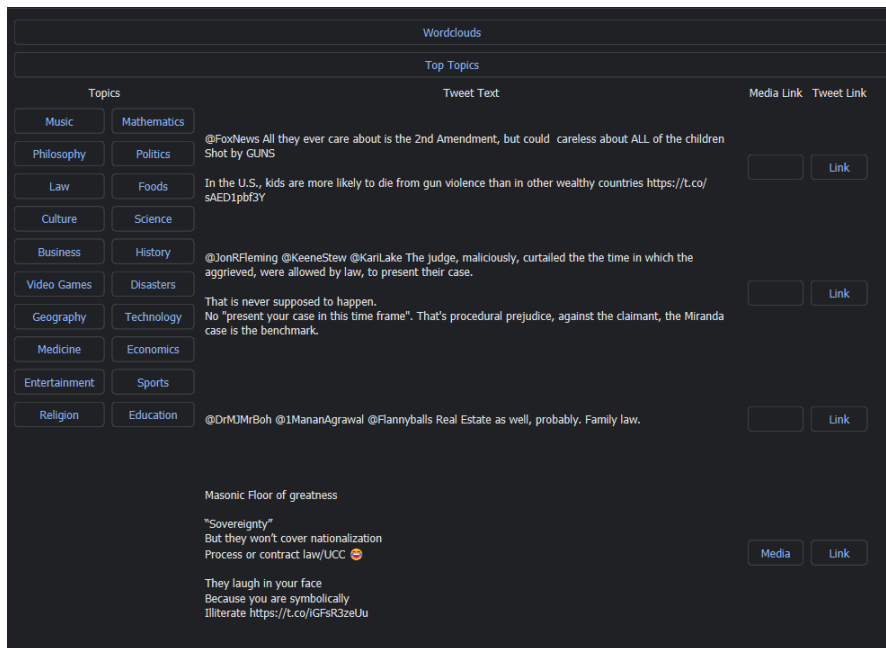 Wordclouds
Top Topics
Topics
Tweet Text
Media Link
Tweet Link
Music
Mathematics
Philosophy
Politics
Law
Foods
Culture
Science
Business
History
Video Games
Disasters
Geography
Technology
Medicine
Economics
Entertainment
Sports
Religion
Education
@FoxNews All they ever care about is the 2nd Amendment, but could  careless about ALL of the children
Shot by GUNS
In the U.S., kids are more likely to die from gun violence than in other wealthy countries https://t.co/
sAED1pbf3Y
Link
@JonRFleming @KeeneStew @KariLake The judge, maliciously, curtailed the the time in which the
aggrieved, were allowed by law, to present their case.
That is never supposed to happen.
No "present your case in this time frame". That's procedural prejudice, against the claimant, the Miranda
case is the benchmark.
Link
@DrMJMrBoh @1MananAgrawal @Flannyballs Real Estate as well, probably. Family law.
Link
Masonic Floor of greatness
“Sovereignty”
But they won’t cover nationalization
Process or contract law/UCC 😂
They laugh in your face
Because you are symbolically
Illiterate https://t.co/iGFsR3zeUu
Media
Link